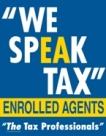 "WE
SPEAK
TAX"
ENROLLED AGENTS
"The Tax Professionals"